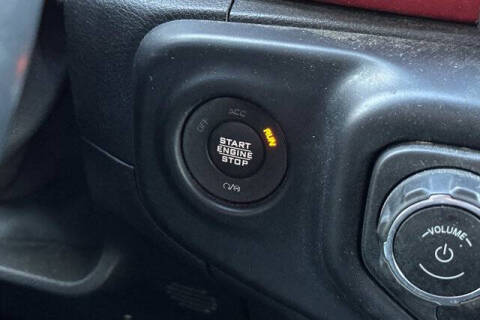 OFF
ACC
RUN
START
ENGINE
STOP
VOLUME